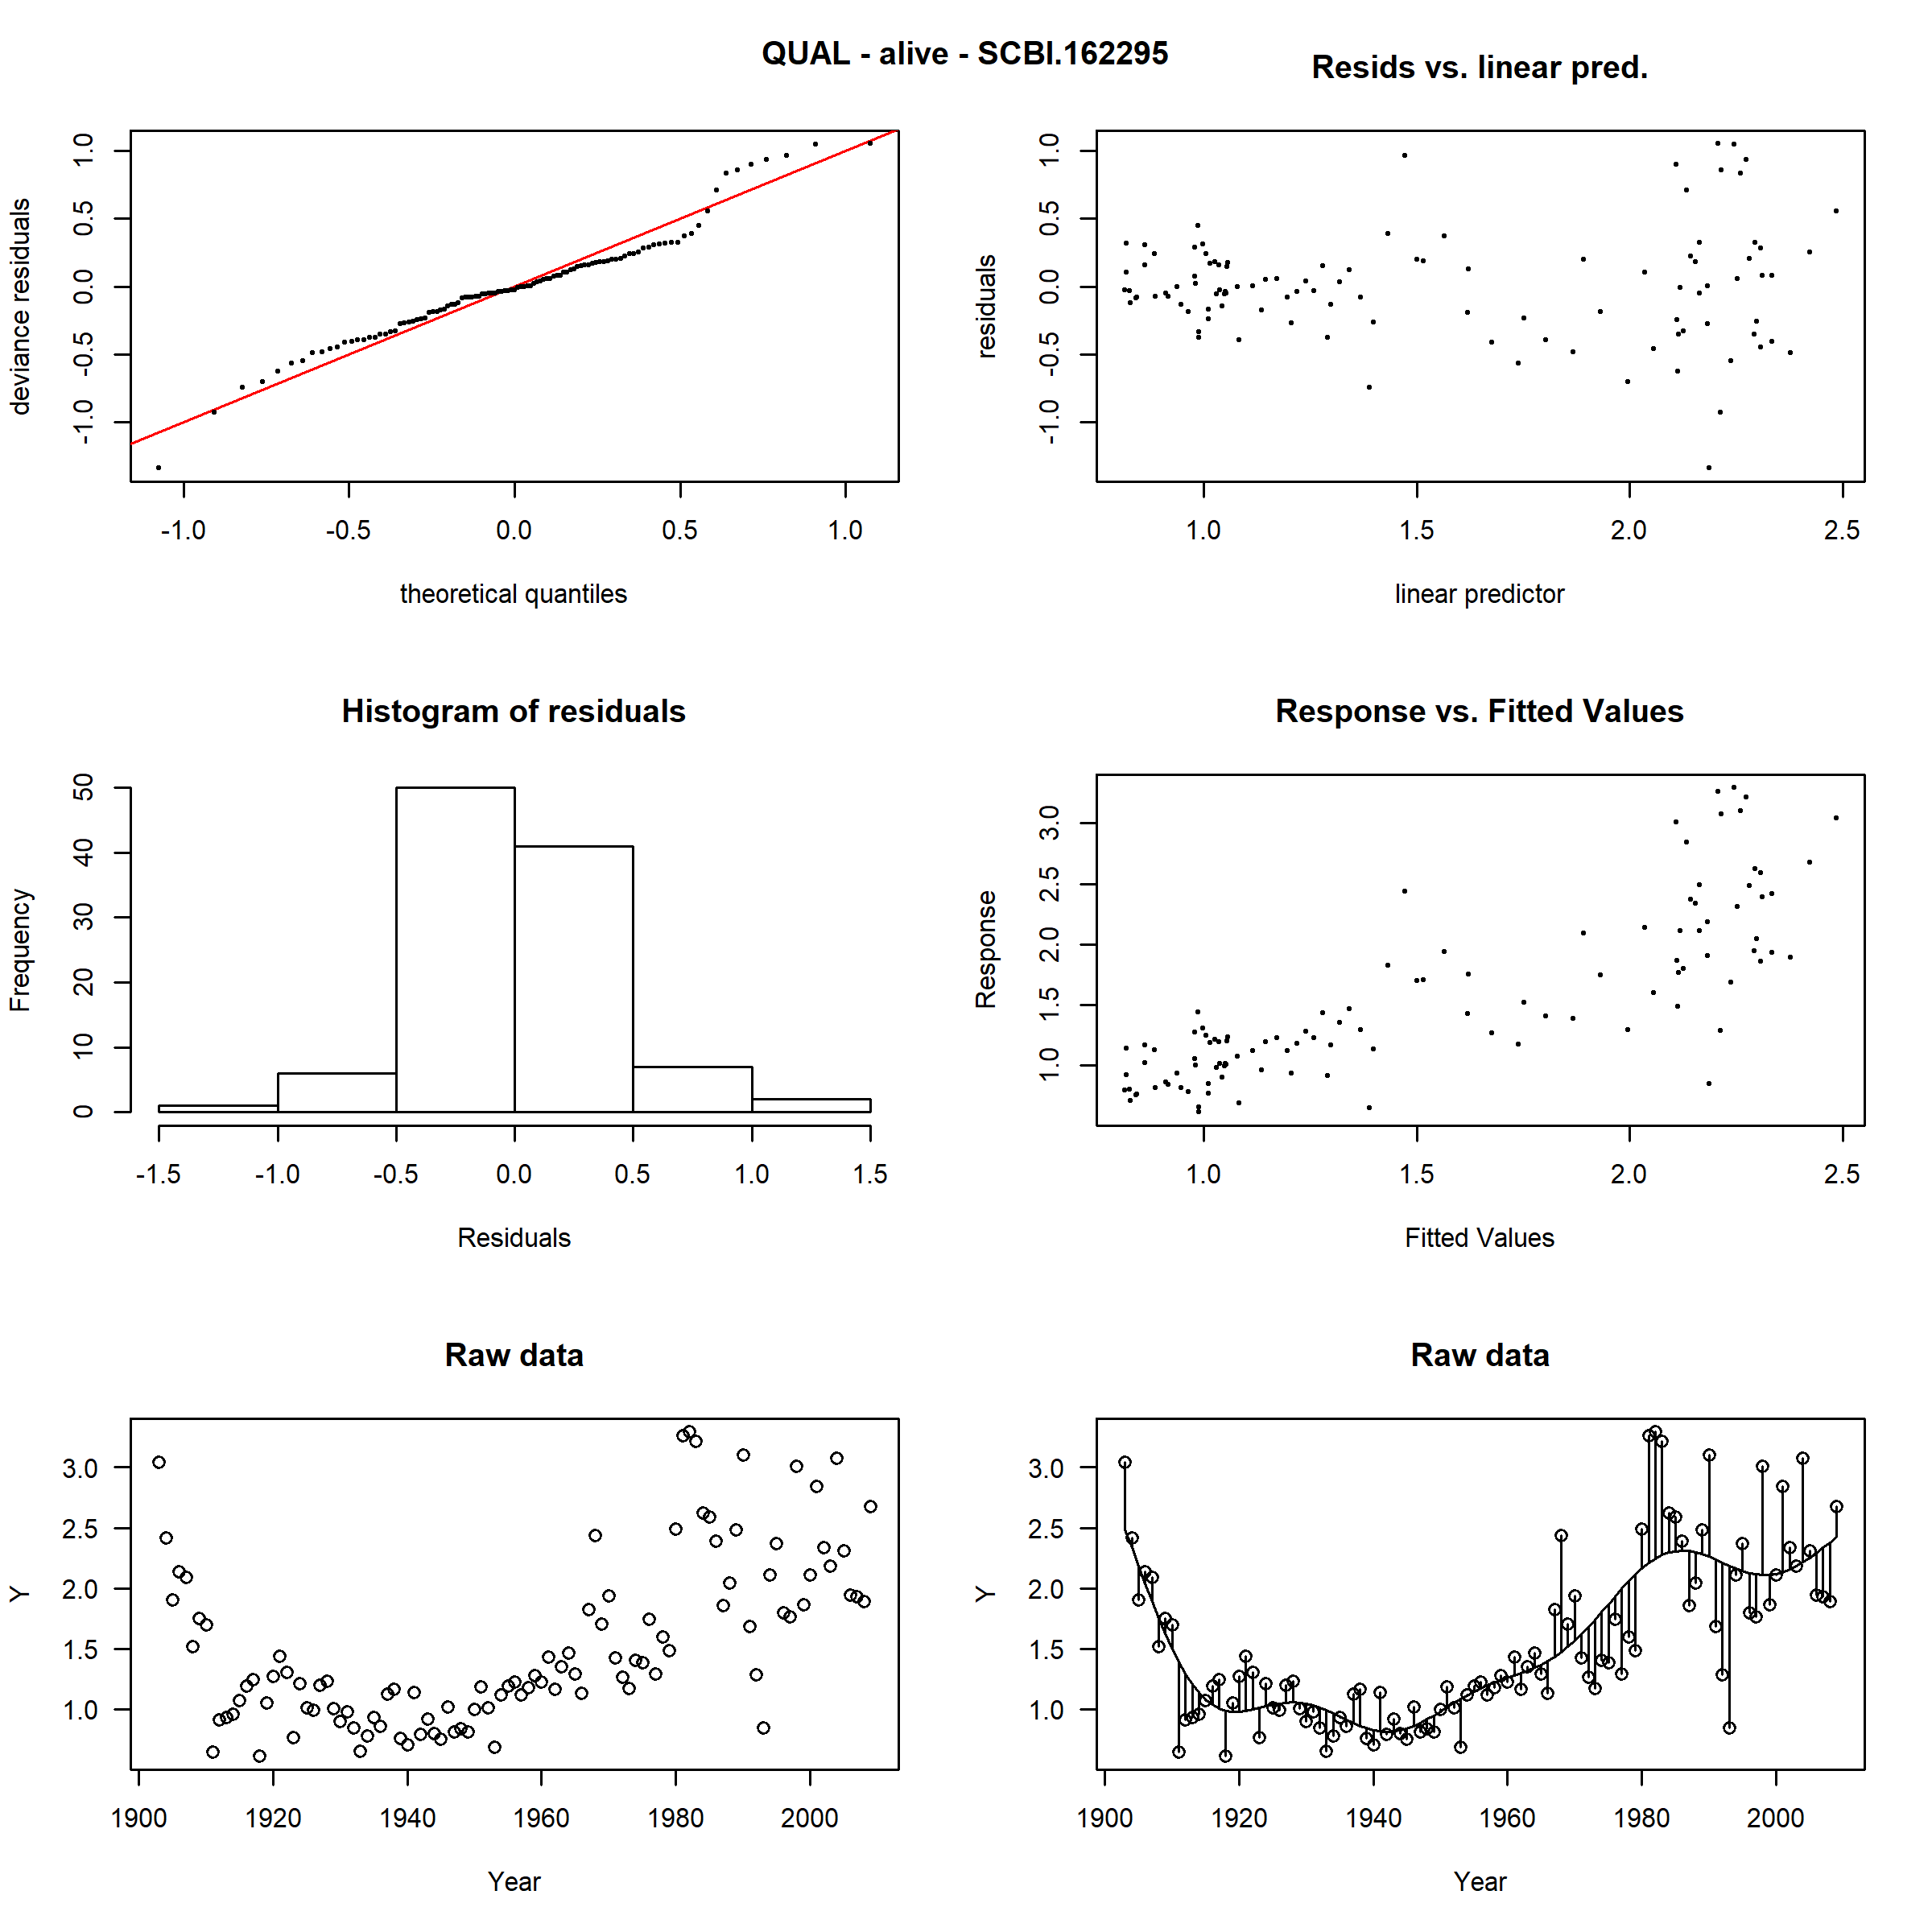 QUAL - alive - SCBI.162295
Resids vs. linear pred.
deviance residuals
1.0
0.5
0.0
-0.5
-1.0
-1.0 -0.5 0.0 0.5 1.0
theoretical quantiles
residuals
1.0
0.5
0.0
-0.5
-1.0
1.0 1.5 2.0 2.5
linear predictor
Histogram of residuals
Frequency
50
40
30
20
10
0
-1.5 -1.0 -0.5 0.0 0.5 1.0 1.5
Residuals
Response vs. Fitted Values
Response
3.0
2.5
2.0
1.5
1.0
1.0 1.5 2.0 2.5
Fitted Values
Raw data
Y
3.0
2.5
2.0
1.5
1.0
1900 1920 1940 1960 1980 2000
Year
Raw data
Y
3.0
2.5
2.0
1.5
1.0
1900 1920 1940 1960 1980 2000
Year